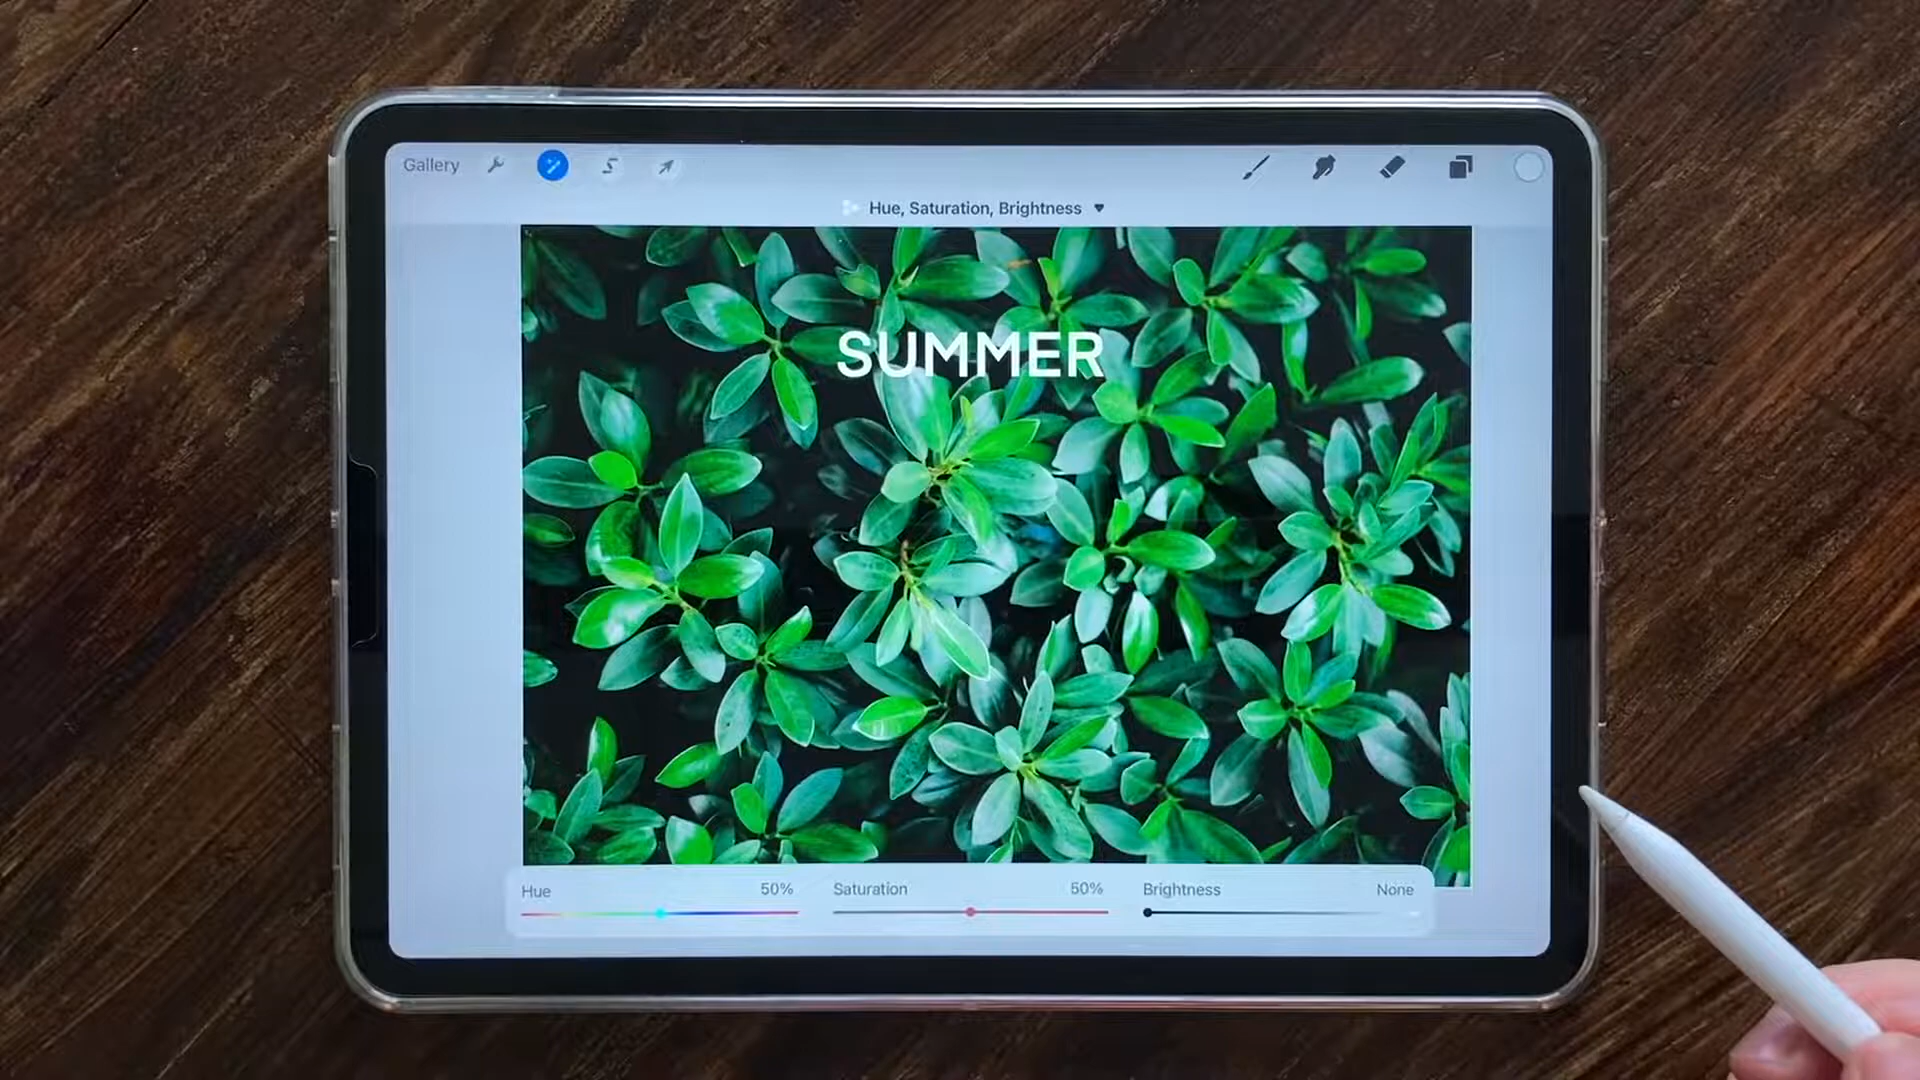 Gallery
Hue, Saturation, Brightness
SUMMER
Hue 50% Saturation 50% Brightness None